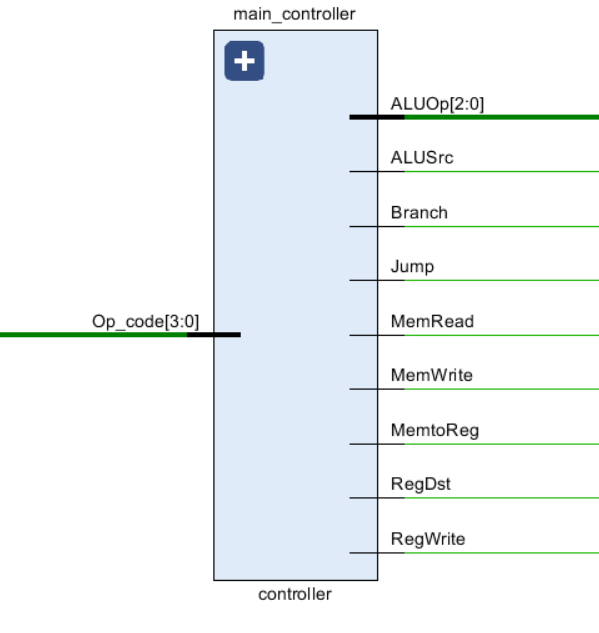 main_controller
ALUOp[2:0]
ALUSrc
Branch
Jump
Op_code[3:0]
MemRead
MemWrite
MemtoReg
RegDst
RegWrite
controller